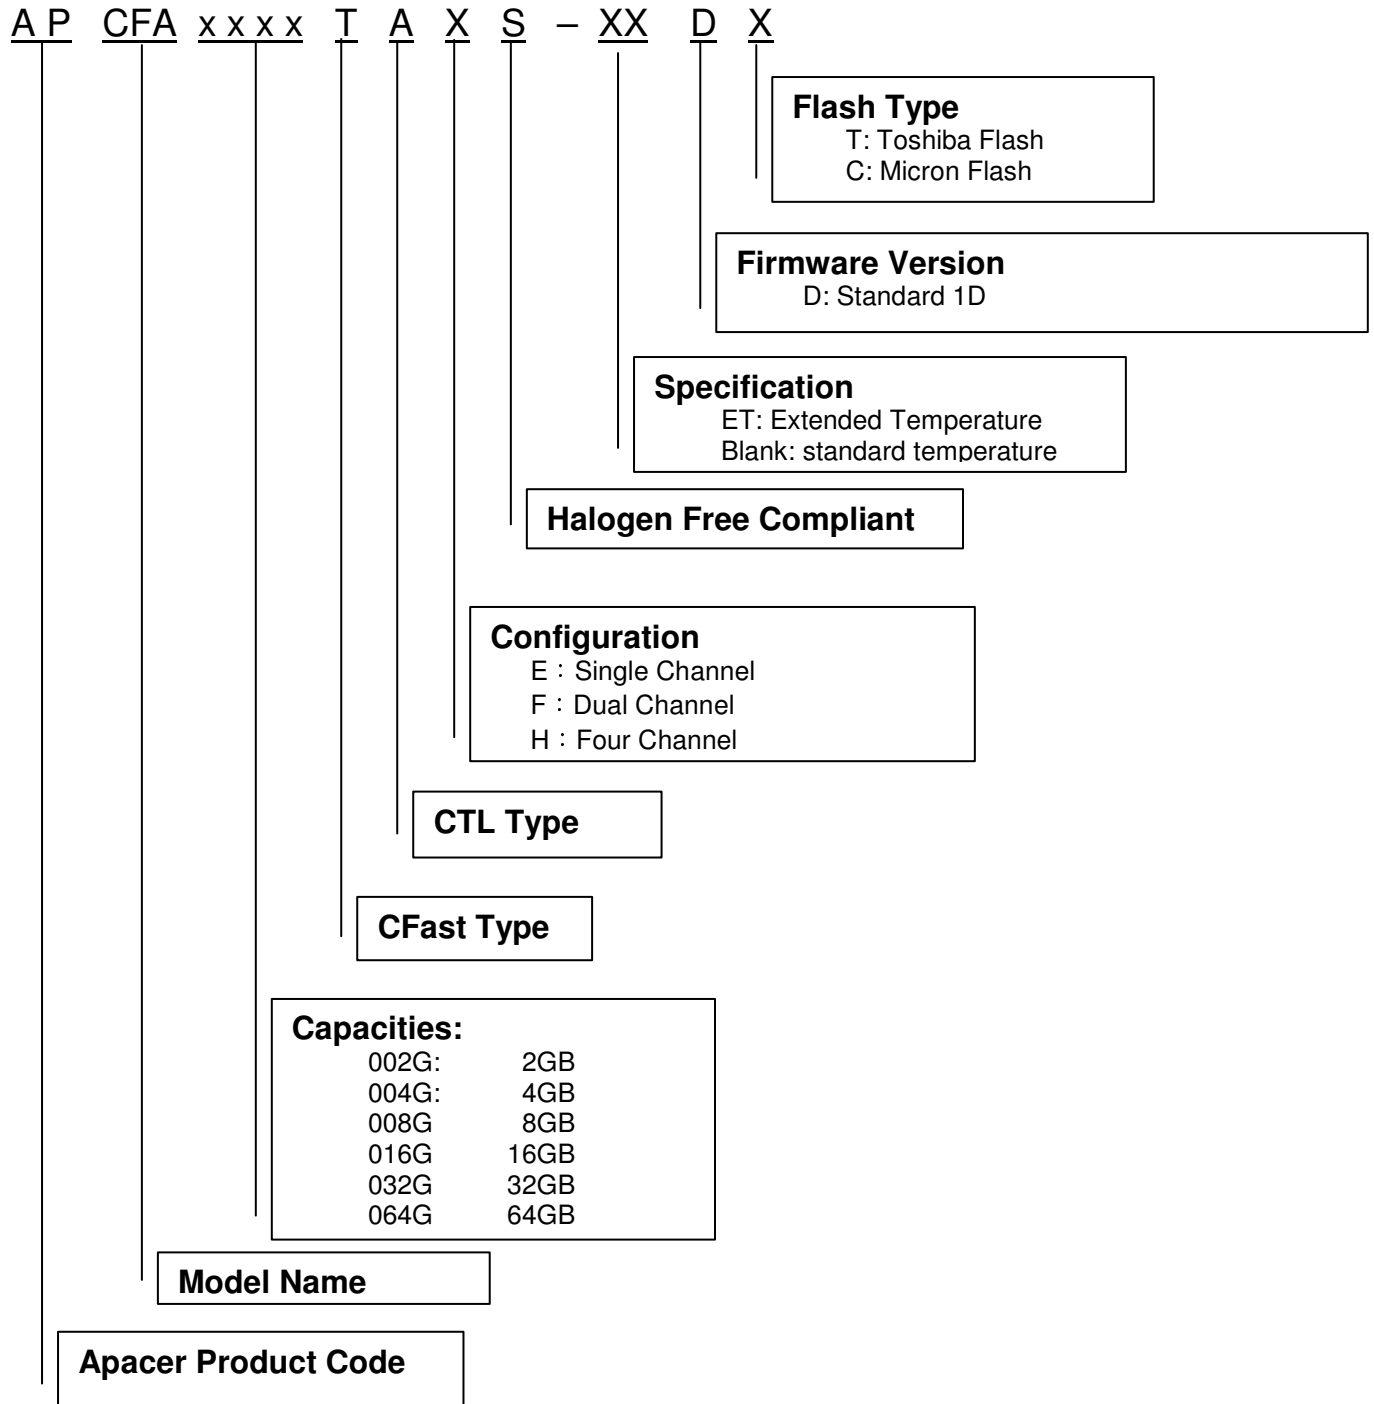 AP CFA xxxx T A X S – XX D X
Flash Type
T: Toshiba Flash
C: Micron Flash
Firmware Version
D: Standard 1D
Specification
ET: Extended Temperature
Blank: standard temperature
Halogen Free Compliant
Configuration
E：Single Channel
F：Dual Channel
H：Four Channel
CTL Type
CFast Type
Capacities:
002G: 2GB
004G: 4GB
008G 8GB
016G 16GB
032G 32GB
064G 64GB
Model Name
Apacer Product Code